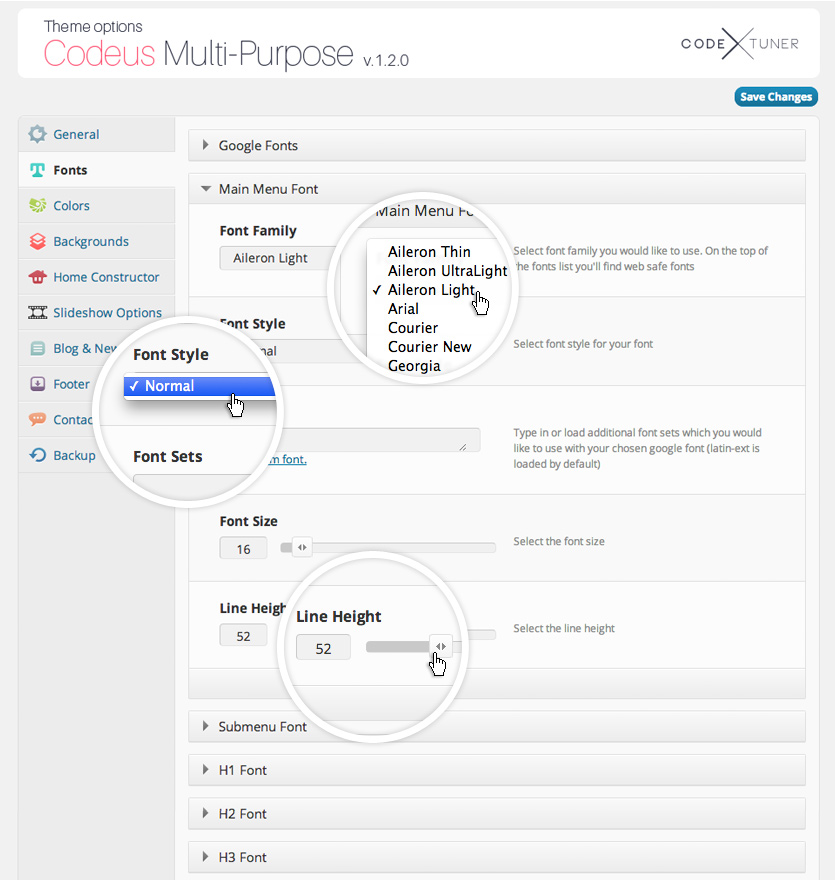 Theme options
Codeus Multi-Purpose v.1.2.0
CODE X TUNER
Save Changes
General
Fonts
Colors
Backgrounds
Home Constructor
Slideshow Options
Blog & New
Footer
Contac
Backup
Google Fonts
Main Menu Font
Font Family
Aileron Light
Main Menu Fo
Aileron Thin
Aileron UltraLight
✓ Aileron Light
Arial
Courier
Courier New
Georgia
Select font family you would like to use. On the top of
the fonts list you'll find web safe fonts
Font Style
nal
Select font style for your font
Font Style
✓ Normal
Font Sets
m font.
Type in or load additional font sets which you would
like to use with your chosen google font (latin-ext is
loaded by default)
Font Size
16
Select the font size
Line Heigh
52
Line Height
52
Select the line height
Submenu Font
H1 Font
H2 Font
H3 Font